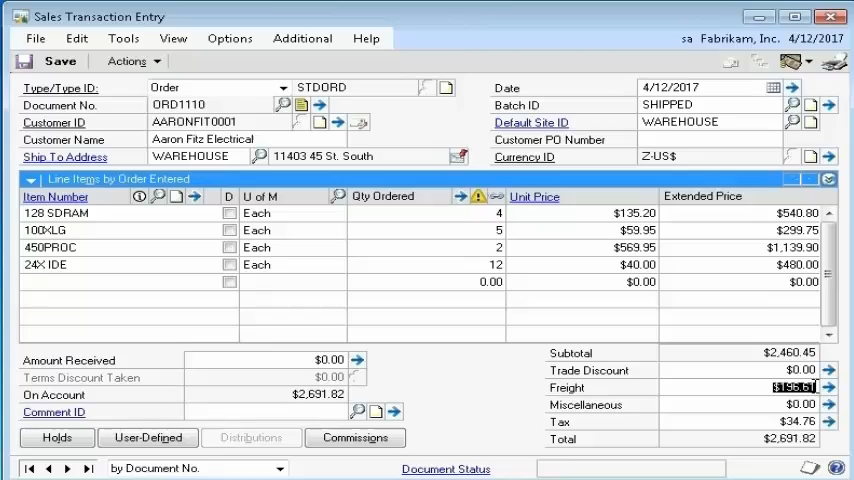 Sales Transaction Entry
File Edit Tools View Options Additional Help sa Fabrikam, Inc. 4/12/2017
Save Actions
Type/Type ID: Order STDORD Date 4/12/2017
Document No. ORD1110 Batch ID SHIPPED
Customer ID AARONFIT0001 Default Site ID WAREHOUSE
Customer Name Aaron Fitz Electrical Customer PO Number
Ship To Address WAREHOUSE 11403 45 St. South Currency ID Z-US$
Line Items by Order Entered
Item Number D U of M Qty Ordered Unit Price Extended Price
128 SDRAM Each 4 $135.20 $540.80
100XLG Each 5 $59.95 $299.75
450PROC Each 2 $569.95 $1,139.90
24X IDE Each 12 $40.00 $480.00
0.00 $0.00 $0.00
Subtotal $2,460.45
Amount Received $0.00 Trade Discount $0.00
Terms Discount Taken $0.00 Freight $196.61
On Account $2,691.82 Miscellaneous $0.00
Comment ID Tax $34.76
Holds User-Defined Distributions Commissions Total $2,691.82
by Document No. Document Status